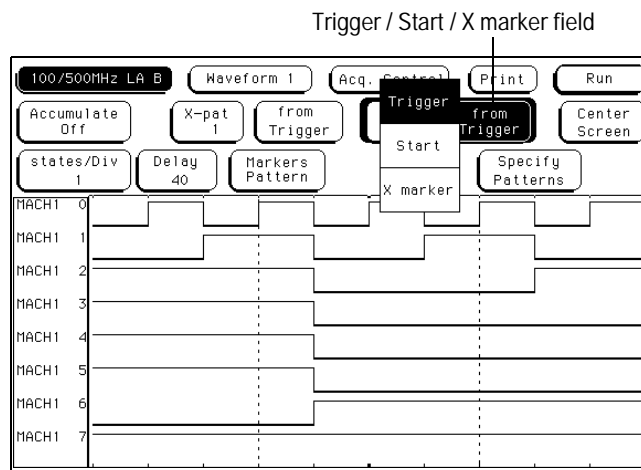 Trigger / Start / X marker field
100/500MHz LA B
Waveform 1
Acq. Control
Print
Run
Accumulate
Off
X-pat
1
from
Trigger
Trigger
Start
X marker
from
Trigger
Center
Screen
states/Div
1
Delay
40
Markers
Pattern
Specify
Patterns
MACH1 0
MACH1 1
MACH1 2
MACH1 3
MACH1 4
MACH1 5
MACH1 6
MACH1 7